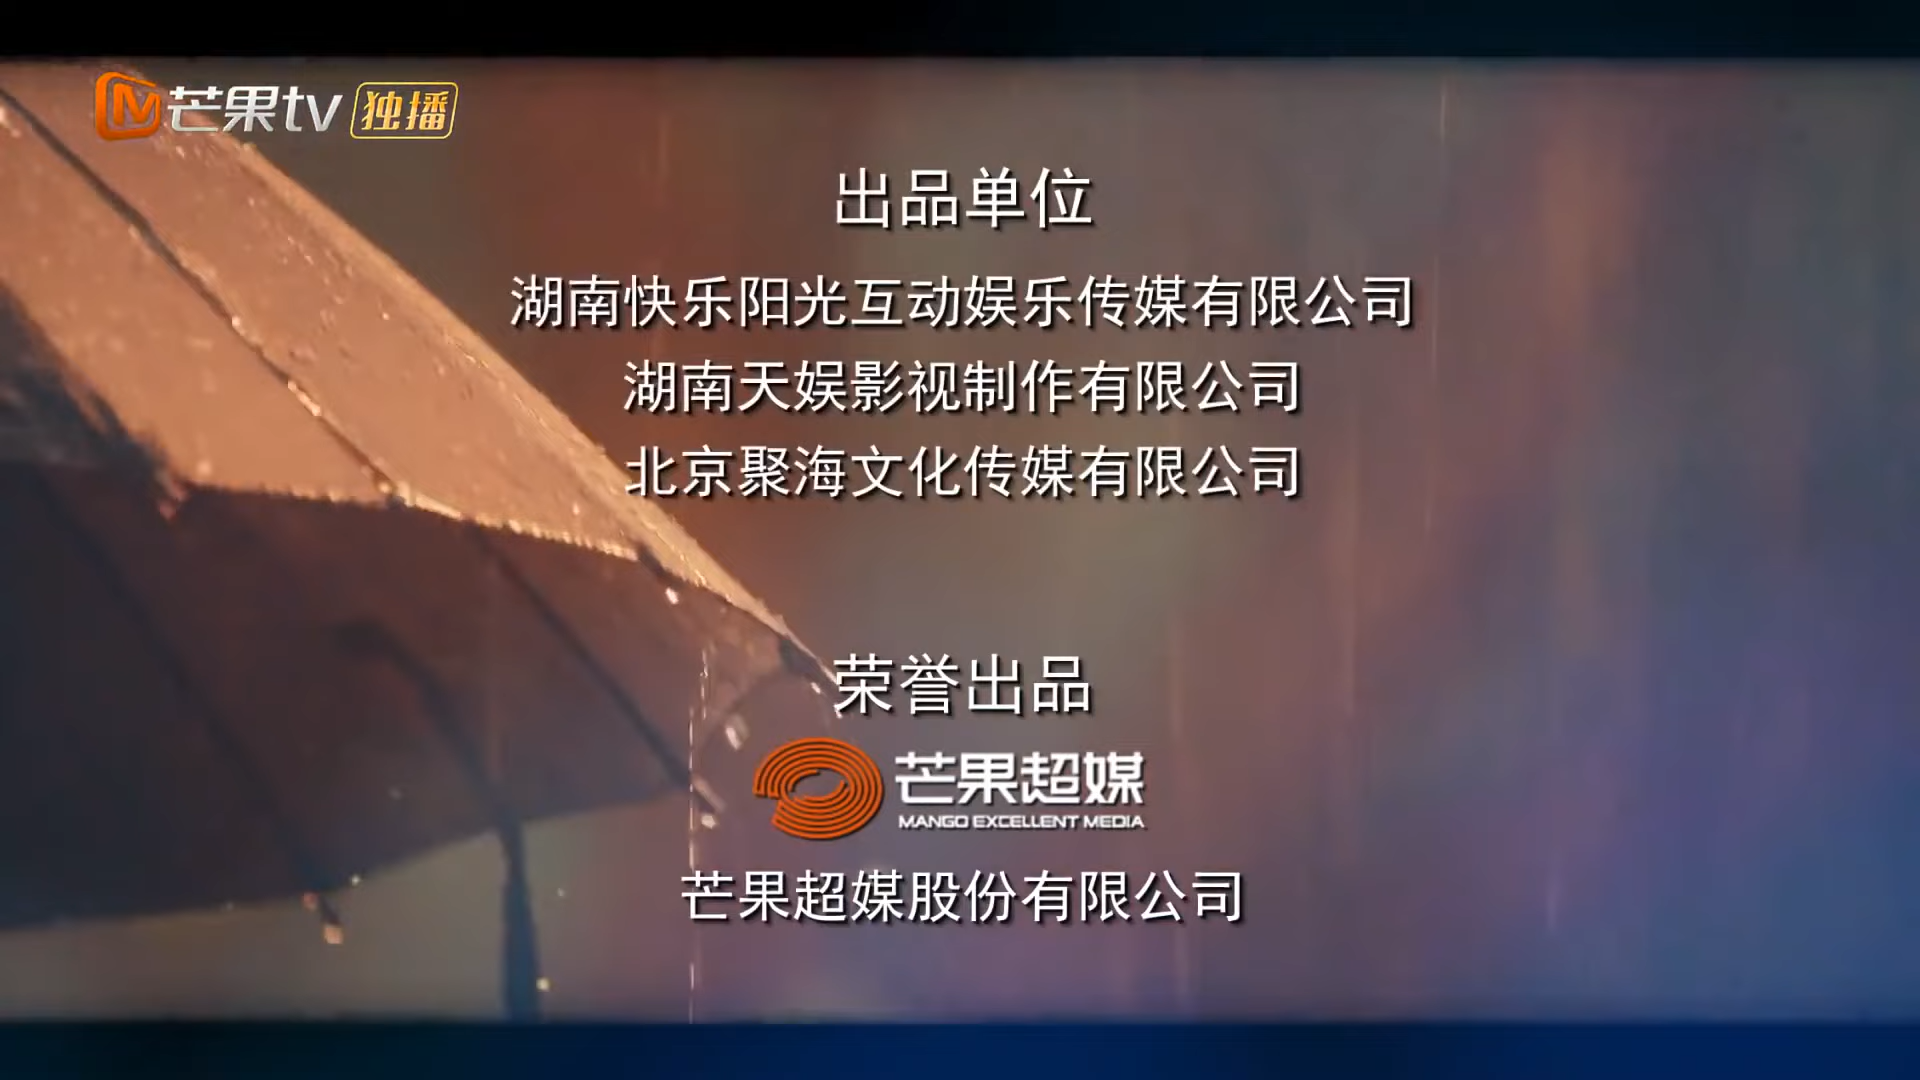 芒果tv 独播
出品单位
湖南快乐阳光互动娱乐传媒有限公司
湖南天娱影视制作有限公司
北京聚海文化传媒有限公司
荣誉出品
芒果超媒
MANGO EXCELLENT MEDIA
芒果超媒股份有限公司